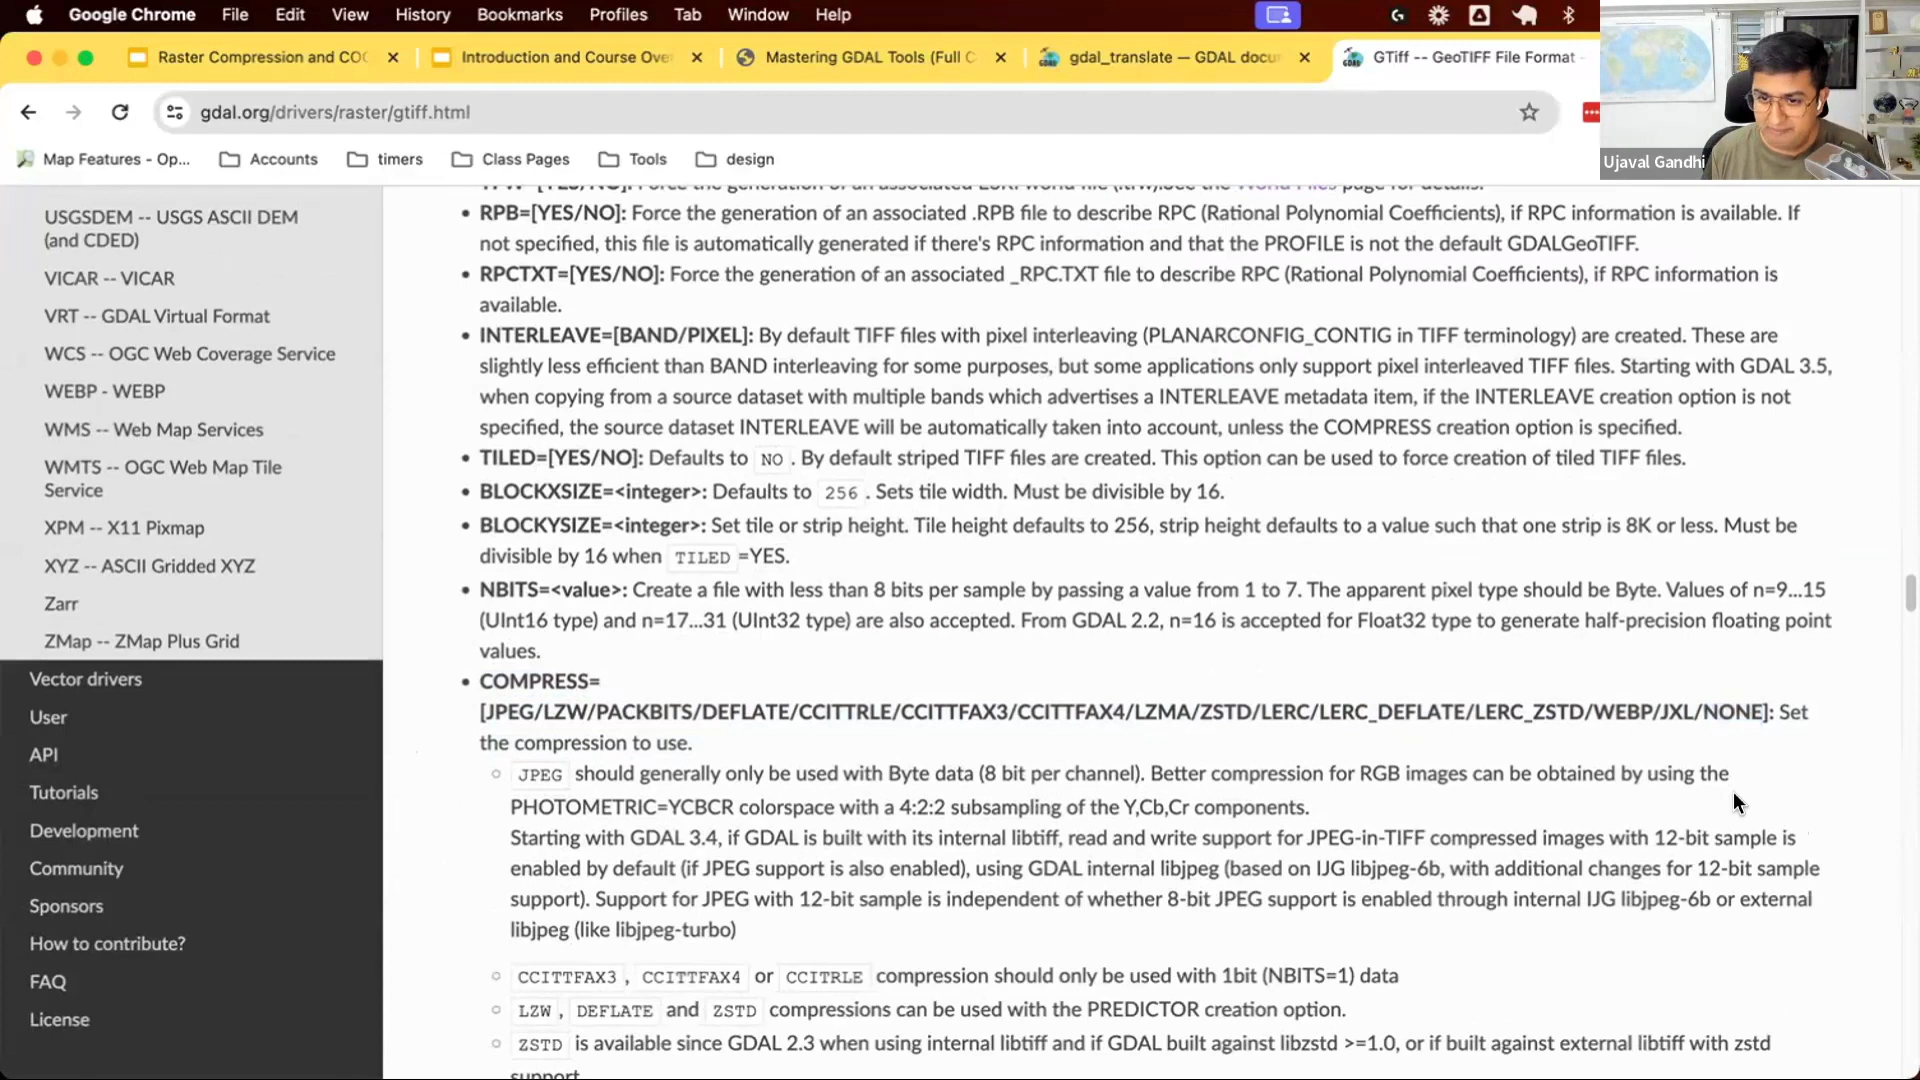 Google Chrome File Edit View History Bookmarks Profiles Tab Window Help
Raster Compression and COG
Introduction and Course Ove
Mastering GDAL Tools (Full C
gdal_translate — GDAL docu
GTiff -- GeoTIFF File Format -
gdal.org/drivers/raster/gtiff.html
Ujaval Gandhi
Map Features - Op... Accounts timers Class Pages Tools design
USGSDEM -- USGS ASCII DEM
(and CDED)
VICAR -- VICAR
VRT -- GDAL Virtual Format
WCS -- OGC Web Coverage Service
WEBP - WEBP
WMS -- Web Map Services
WMTS -- OGC Web Map Tile
Service
XPM -- X11 Pixmap
XYZ -- ASCII Gridded XYZ
Zarr
ZMap -- ZMap Plus Grid
Vector drivers
User
API
Tutorials
Development
Community
Sponsors
How to contribute?
FAQ
License
TFW=[YES/NO]: Force the generation of an associated ESRI world file (.tfw).See the World Files page for details.
RPB=[YES/NO]: Force the generation of an associated .RPB file to describe RPC (Rational Polynomial Coefficients), if RPC information is available. If
not specified, this file is automatically generated if there's RPC information and that the PROFILE is not the default GDALGeoTIFF.
RPCTXT=[YES/NO]: Force the generation of an associated _RPC.TXT file to describe RPC (Rational Polynomial Coefficients), if RPC information is
available.
INTERLEAVE=[BAND/PIXEL]: By default TIFF files with pixel interleaving (PLANARCONFIG_CONTIG in TIFF terminology) are created. These are
slightly less efficient than BAND interleaving for some purposes, but some applications only support pixel interleaved TIFF files. Starting with GDAL 3.5,
when copying from a source dataset with multiple bands which advertises a INTERLEAVE metadata item, if the INTERLEAVE creation option is not
specified, the source dataset INTERLEAVE will be automatically taken into account, unless the COMPRESS creation option is specified.
TILED=[YES/NO]: Defaults to NO. By default striped TIFF files are created. This option can be used to force creation of tiled TIFF files.
BLOCKXSIZE=<integer>: Defaults to 256. Sets tile width. Must be divisible by 16.
BLOCKYSIZE=<integer>: Set tile or strip height. Tile height defaults to 256, strip height defaults to a value such that one strip is 8K or less. Must be
divisible by 16 when TILED=YES.
NBITS=<value>: Create a file with less than 8 bits per sample by passing a value from 1 to 7. The apparent pixel type should be Byte. Values of n=9...15
(UInt16 type) and n=17...31 (UInt32 type) are also accepted. From GDAL 2.2, n=16 is accepted for Float32 type to generate half-precision floating point
values.
COMPRESS=
[JPEG/LZW/PACKBITS/DEFLATE/CCITTRLE/CCITTFAX3/CCITTFAX4/LZMA/ZSTD/LERC/LERC_DEFLATE/LERC_ZSTD/WEBP/JXL/NONE]: Set
the compression to use.
JPEG should generally only be used with Byte data (8 bit per channel). Better compression for RGB images can be obtained by using the
PHOTOMETRIC=YCBCR colorspace with a 4:2:2 subsampling of the Y,Cb,Cr components.
Starting with GDAL 3.4, if GDAL is built with its internal libtiff, read and write support for JPEG-in-TIFF compressed images with 12-bit sample is
enabled by default (if JPEG support is also enabled), using GDAL internal libjpeg (based on IJG libjpeg-6b, with additional changes for 12-bit sample
support). Support for JPEG with 12-bit sample is independent of whether 8-bit JPEG support is enabled through internal IJG libjpeg-6b or external
libjpeg (like libjpeg-turbo)
CCITTFAX3, CCITTFAX4 or CCITRLE compression should only be used with 1bit (NBITS=1) data
LZW, DEFLATE and ZSTD compressions can be used with the PREDICTOR creation option.
ZSTD is available since GDAL 2.3 when using internal libtiff and if GDAL built against libzstd >=1.0, or if built against external libtiff with zstd
support.